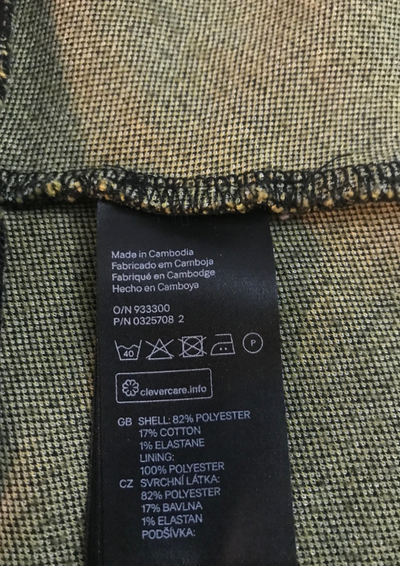 Made in Cambodia
Fabricado em Camboja
Fabriqué en Cambodge
Hecho en Camboya
O/N 933300
P/N 0325708 2
40
P
clevercare.info
GB SHELL: 82% POLYESTER
17% COTTON
1% ELASTANE
LINING:
100% POLYESTER
CZ SVRCHNÍ LÁTKA:
82% POLYESTER
17% BAVLNA
1% ELASTAN
PODŠÍVKA: